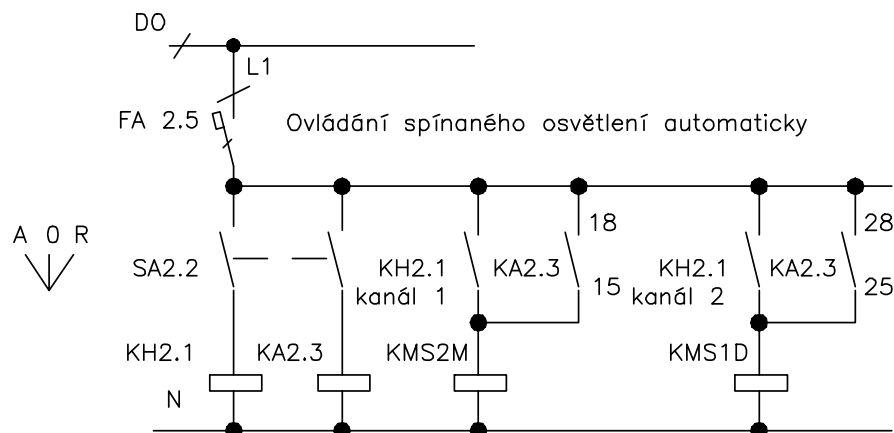 DO
L1
FA 2.5
Ovládání spínaného osvětlení automaticky
A 0 R
SA2.2
KH2.1
kanál 1
KA2.3
18
15
KH2.1
kanál 2
KA2.3
28
25
KH2.1
KA2.3
KMS2M
KMS1D
N